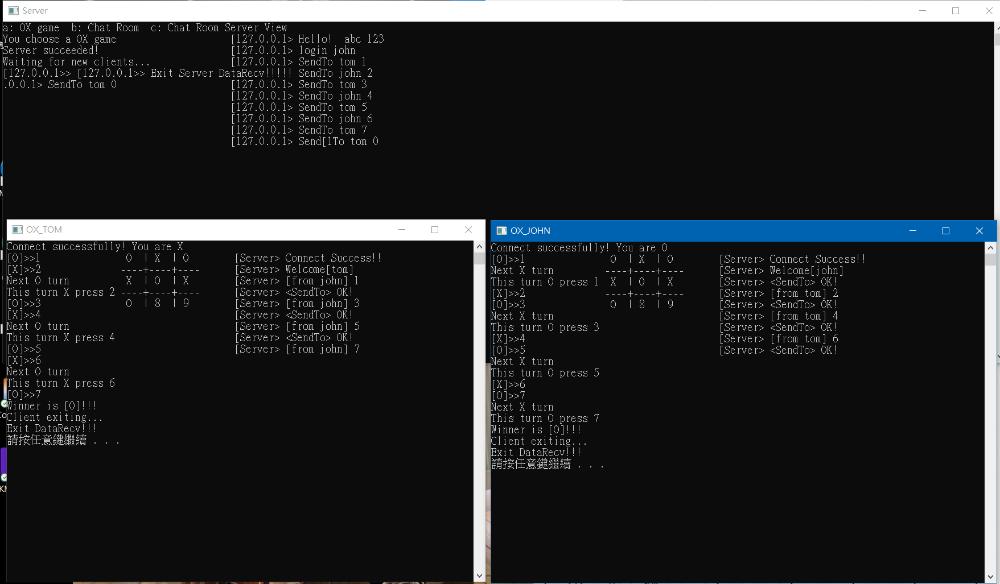 Server
a: OX game  b: Chat Room  c: Chat Room Server View
You choose a OX game [127.0.0.1> Hello!  abc 123
Server succeeded! [127.0.0.1> login john
Waiting for new clients... [127.0.0.1> SendTo tom 1
[127.0.0.1>> [127.0.0.1>> Exit Server DataRecv!!!!! SendTo john 2
.0.0.1> SendTo tom 0 [127.0.0.1> SendTo tom 3
[127.0.0.1> SendTo john 4
[127.0.0.1> SendTo tom 5
[127.0.0.1> SendTo john 6
[127.0.0.1> SendTo tom 7
[127.0.0.1> Send[1To tom 0
OX_TOM
Connect successfully! You are X
[O]>>1 O | X | O [Server> Connect Success!!
[X]>>2 ----+----+---- [Server> Welcome[tom]
Next O turn X | O | X [Server> [from john] 1
This turn X press 2 ----+----+---- [Server> <SendTo> OK!
[O]>>3 O | 8 | 9 [Server> [from john] 3
[X]>>4 [Server> <SendTo> OK!
Next O turn [Server> [from john] 5
This turn X press 4 [Server> <SendTo> OK!
[O]>>5 [Server> [from john] 7
[X]>>6
Next O turn
This turn X press 6
[O]>>7
Winner is [O]!!!
Client exiting...
Exit DataRecv!!!
請按任意鍵繼續 . . .
OX_JOHN
Connect successfully! You are O
[O]>>1 O | X | O [Server> Connect Success!!
Next X turn ----+----+---- [Server> Welcome[john]
This turn O press 1 X | O | X [Server> <SendTo> OK!
[X]>>2 ----+----+---- [Server> [from tom] 2
[O]>>3 O | 8 | 9 [Server> <SendTo> OK!
Next X turn [Server> [from tom] 4
This turn O press 3 [Server> <SendTo> OK!
[X]>>4 [Server> [from tom] 6
[O]>>5 [Server> <SendTo> OK!
Next X turn
This turn O press 5
[X]>>6
[O]>>7
Next X turn
This turn O press 7
Winner is [O]!!!
Client exiting...
Exit DataRecv!!!
請按任意鍵繼續 . . .